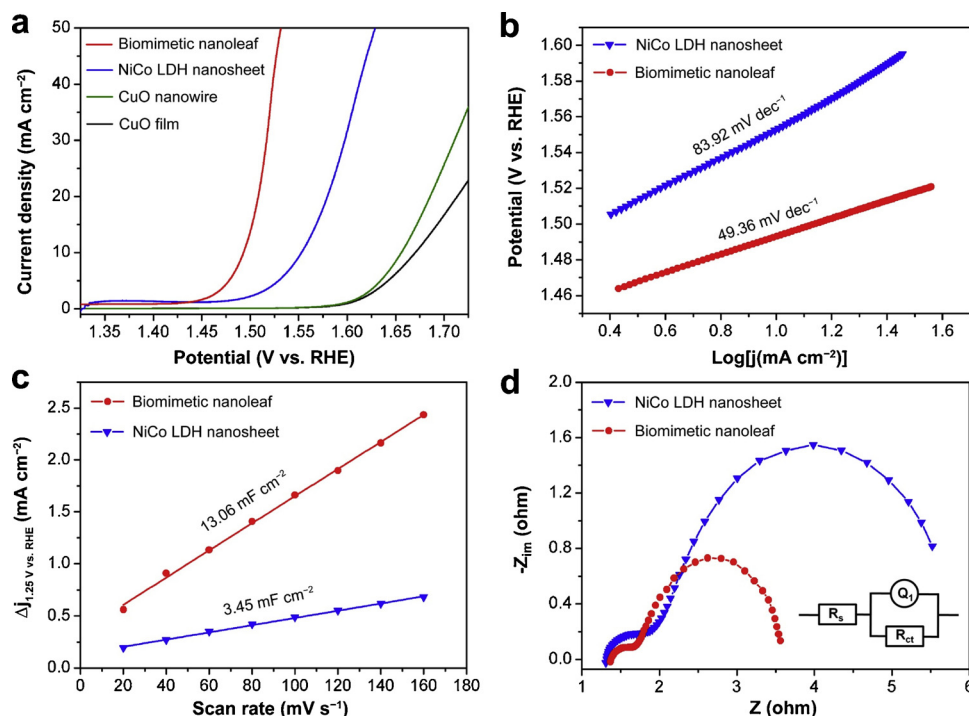 a
Current density (mA cm⁻²)
50
40
30
20
10
0
Biomimetic nanoleaf
NiCo LDH nanosheet
CuO nanowire
CuO film
1.35 1.40 1.45 1.50 1.55 1.60 1.65 1.70
Potential (V vs. RHE)
b
Potential (V vs. RHE)
1.60
1.58
1.56
1.54
1.52
1.50
1.48
1.46
NiCo LDH nanosheet
Biomimetic nanoleaf
83.92 mV dec⁻¹
49.36 mV dec⁻¹
0.4 0.6 0.8 1.0 1.2 1.4 1.6
Log[j(mA cm⁻²)]
c
Δj1.25 V vs. RHE (mA cm⁻²)
2.5
2.0
1.5
1.0
0.5
0.0
Biomimetic nanoleaf
NiCo LDH nanosheet
13.06 mF cm⁻²
3.45 mF cm⁻²
0 20 40 60 80 100 120 140 160 180
Scan rate (mV s⁻¹)
d
-Zim (ohm)
2.0
1.6
1.2
0.8
0.4
0.0
NiCo LDH nanosheet
Biomimetic nanoleaf
Rs
Q1
Rct
1 2 3 4 5 6
Z (ohm)